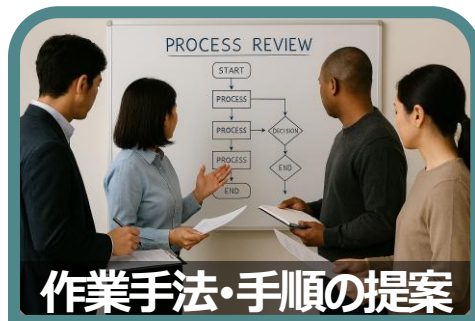 PROCESS REVIEW
START
PROCESS
PROCESS
DECISION
PROCESS
END
END
作業手法・手順の提案